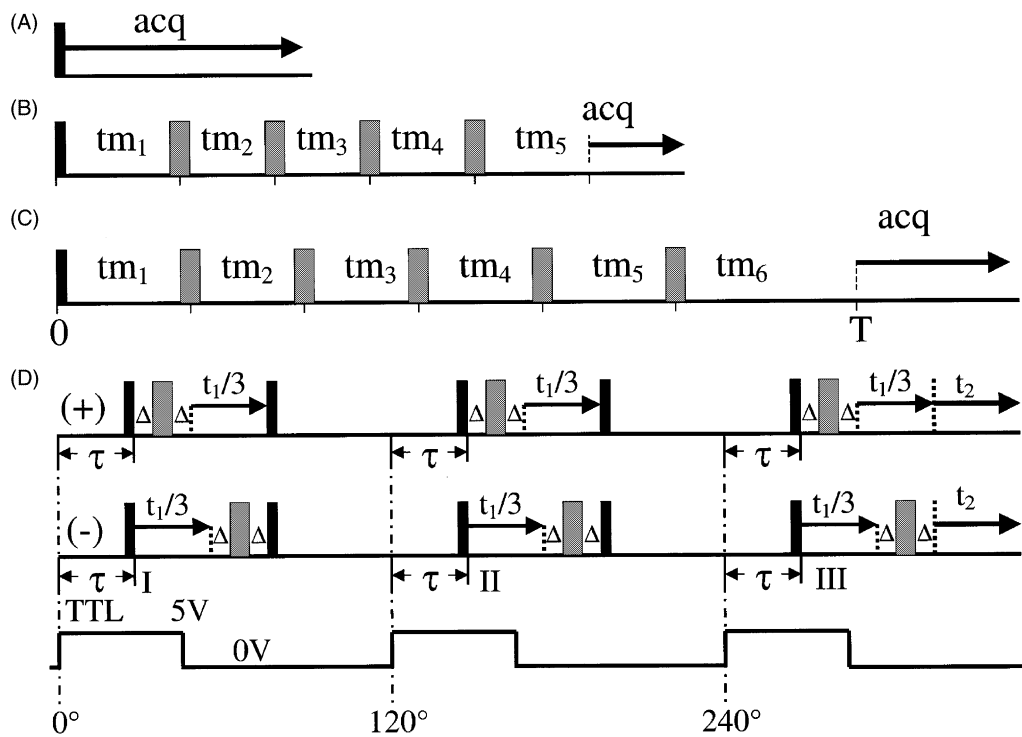 (A) acq
(B) tm₁ tm₂ tm₃ tm₄ tm₅ acq
(C) tm₁ tm₂ tm₃ tm₄ tm₅ tm₆ acq
0 T
(D) (+) Δ Δ t₁/3 Δ Δ t₁/3 Δ Δ t₁/3 t₂
τ τ τ
(-) t₁/3 Δ Δ t₁/3 Δ Δ t₁/3 Δ Δ t₂
τ I τ II τ III
TTL 5V
0V
0° 120° 240°